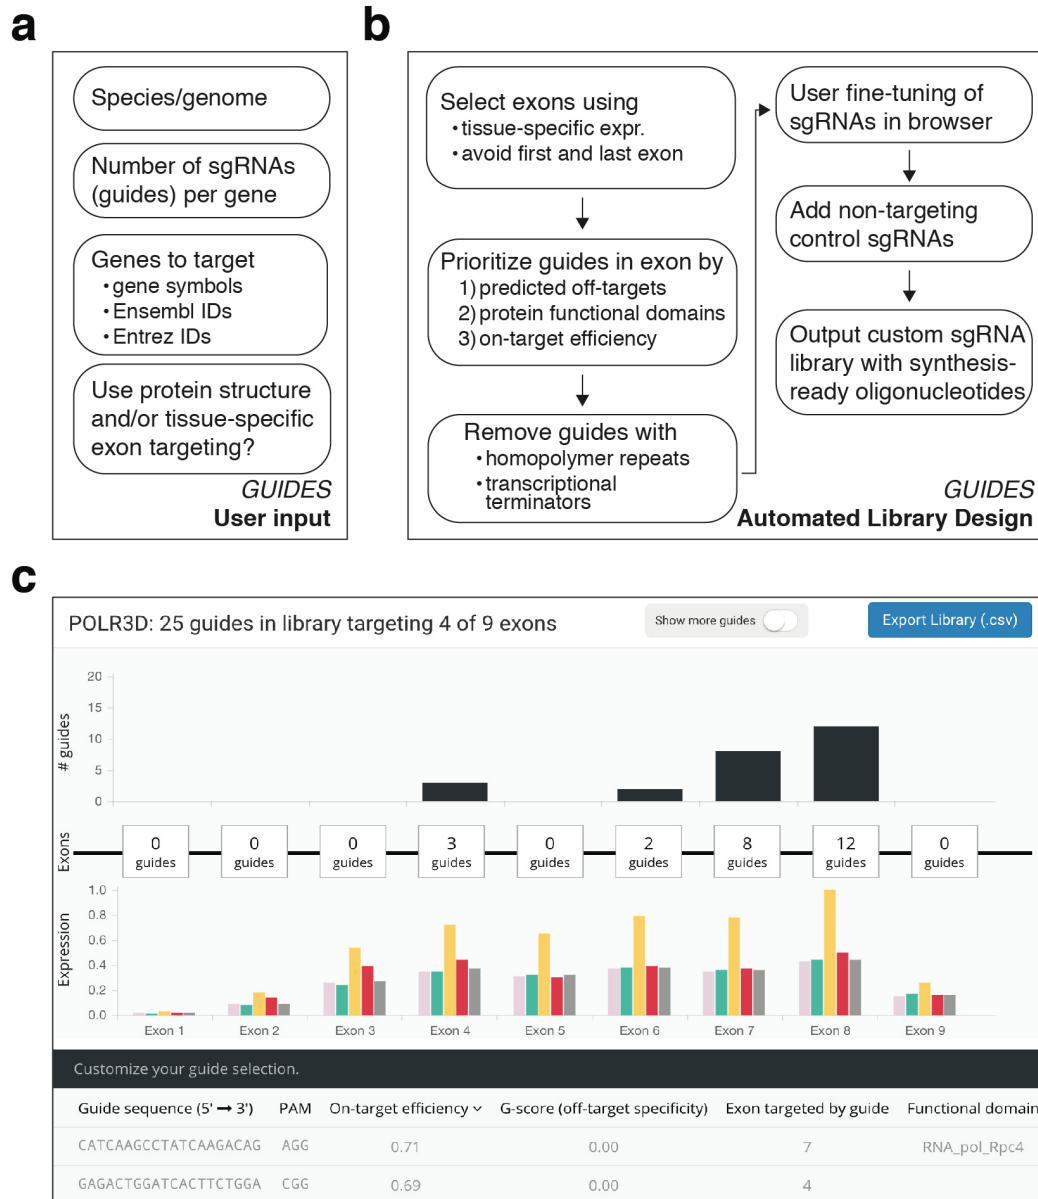 a
Species/genome
Number of sgRNAs
(guides) per gene
Genes to target
• gene symbols
• Ensembl IDs
• Entrez IDs
Use protein structure
and/or tissue-specific
exon targeting?
GUIDES
User input
b
Select exons using
• tissue-specific expr.
• avoid first and last exon
Prioritize guides in exon by
1) predicted off-targets
2) protein functional domains
3) on-target efficiency
Remove guides with
• homopolymer repeats
• transcriptional
terminators
User fine-tuning of
sgRNAs in browser
Add non-targeting
control sgRNAs
Output custom sgRNA
library with synthesis-
ready oligonucleotides
GUIDES
Automated Library Design
c
POLR3D: 25 guides in library targeting 4 of 9 exons
Show more guides
Export Library (.csv)
# guides
20
15
10
5
0
Exons
0 guides
0 guides
0 guides
3 guides
0 guides
2 guides
8 guides
12 guides
0 guides
Expression
1.0
0.8
0.6
0.4
0.2
0.0
Exon 1 Exon 2 Exon 3 Exon 4 Exon 5 Exon 6 Exon 7 Exon 8 Exon 9
Customize your guide selection.
Guide sequence (5' → 3') PAM On-target efficiency G-score (off-target specificity) Exon targeted by guide Functional domain
CATCAAGCCTATCAAGACAG AGG 0.71 0.00 7 RNA_pol_Rpc4
GAGACTGGATCACTTCTGGA CGG 0.69 0.00 4